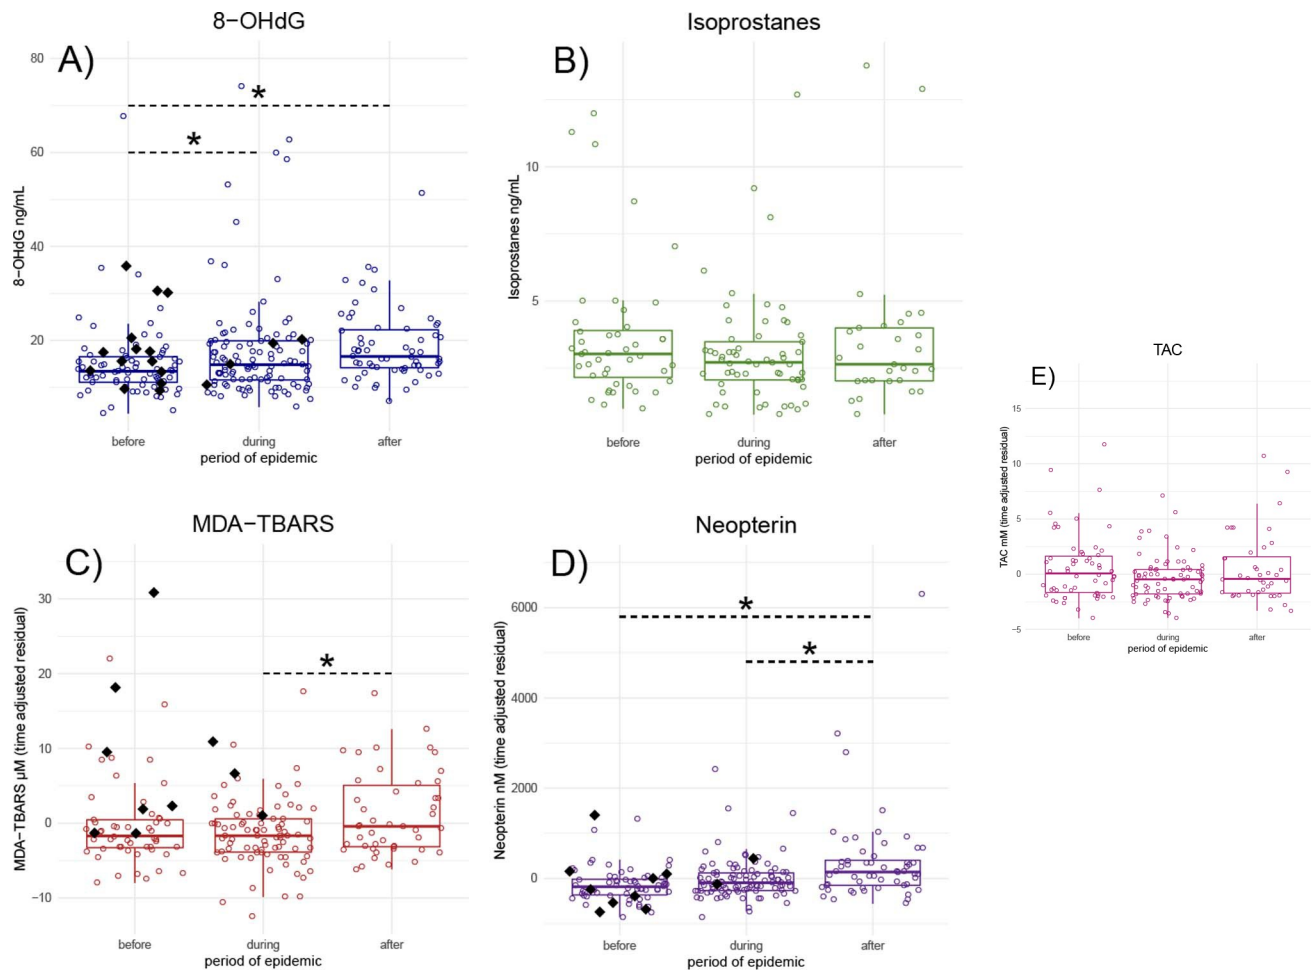 8−OHdG
A)
80
60
40
20
*
*
8−OHdG ng/mL
before
during
after
period of epidemic
Isoprostanes
B)
10
5
Isoprostanes ng/mL
before
during
after
period of epidemic
MDA−TBARS
C)
30
20
10
0
−10
*
MDA−TBARS µM (time adjusted residual)
before
during
after
period of epidemic
Neopterin
D)
6000
4000
2000
0
*
*
Neopterin nM (time adjusted residual)
before
during
after
period of epidemic
TAC
E)
15
10
5
0
−5
TAC mM (time adjusted residual)
before
during
after
period of epidemic